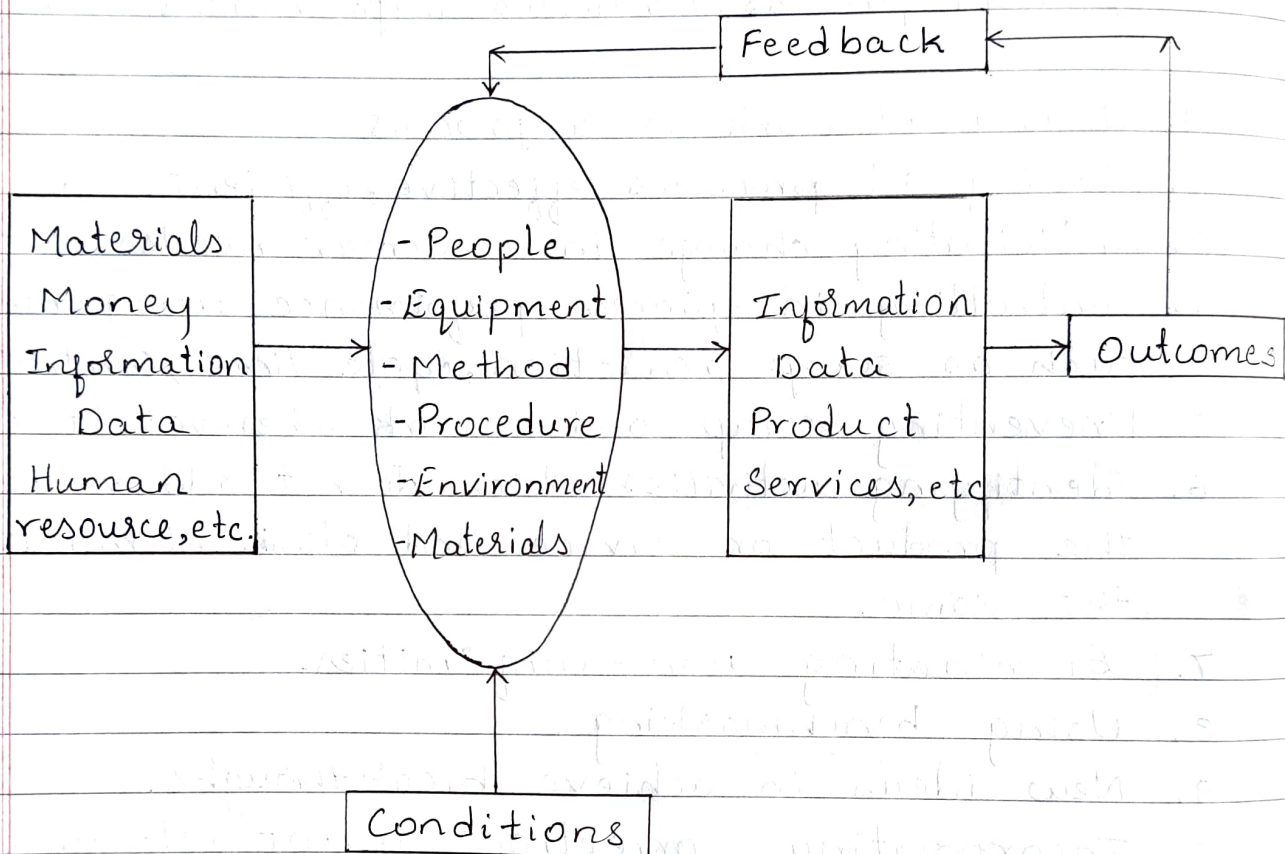 Feedback
Materials
Money
Information
Data
Human
resource, etc.
- People
- Equipment
- Method
- Procedure
- Environment
- Materials
Information
Data
Product
Services, etc
Outcomes
Conditions